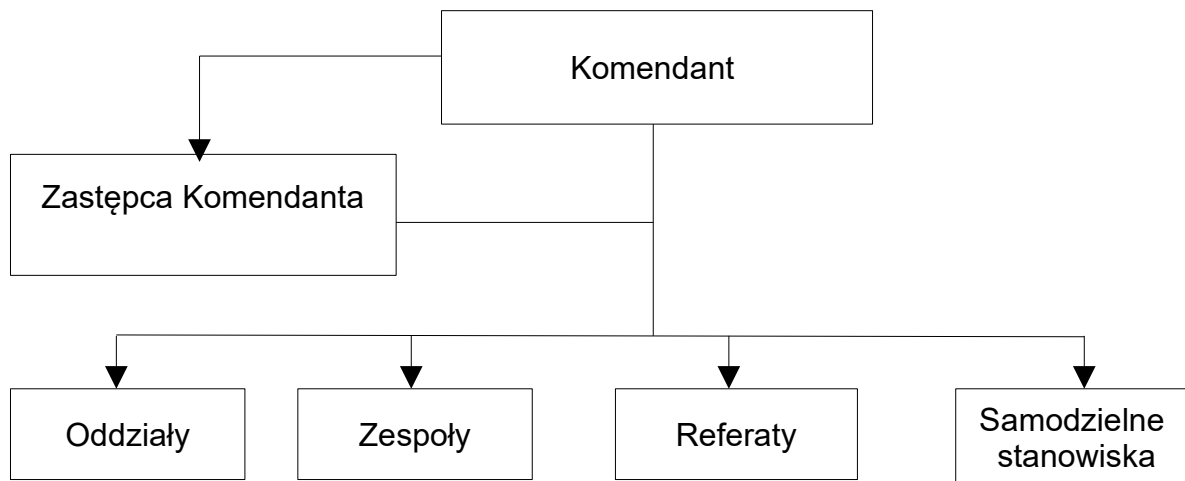 Komendant
Zastępca Komendanta
Oddziały
Zespoły
Referaty
Samodzielne
stanowiska